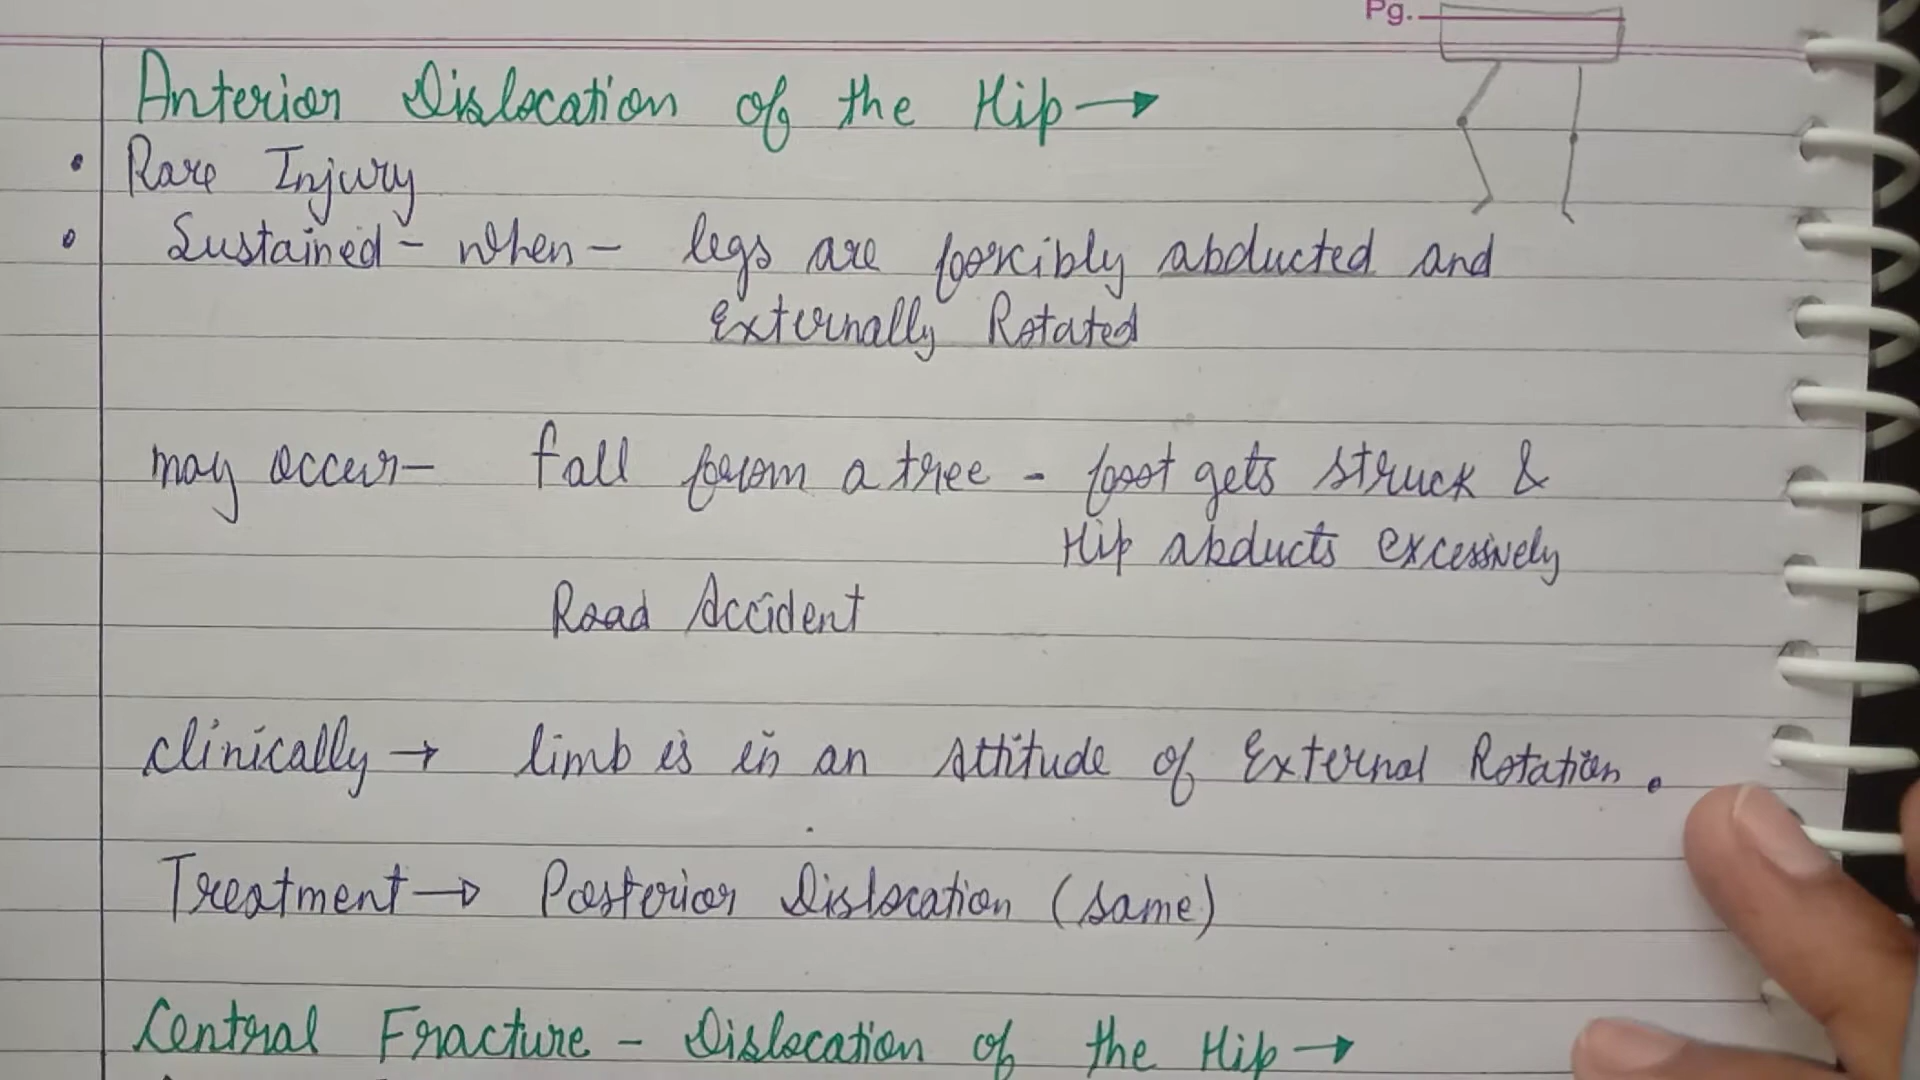 Pg.
Anterior Dislocation of the Hip →
• Rare Injury
• Sustained - when - legs are forcibly abducted and
Externally Rotated
may occur - fall from a tree - foot gets struck &
Hip abducts excessively
Road Accident
clinically → limb is in an Attitude of External Rotation.
Treatment → Posterior Dislocation (same)
Central Fracture - Dislocation of the Hip →